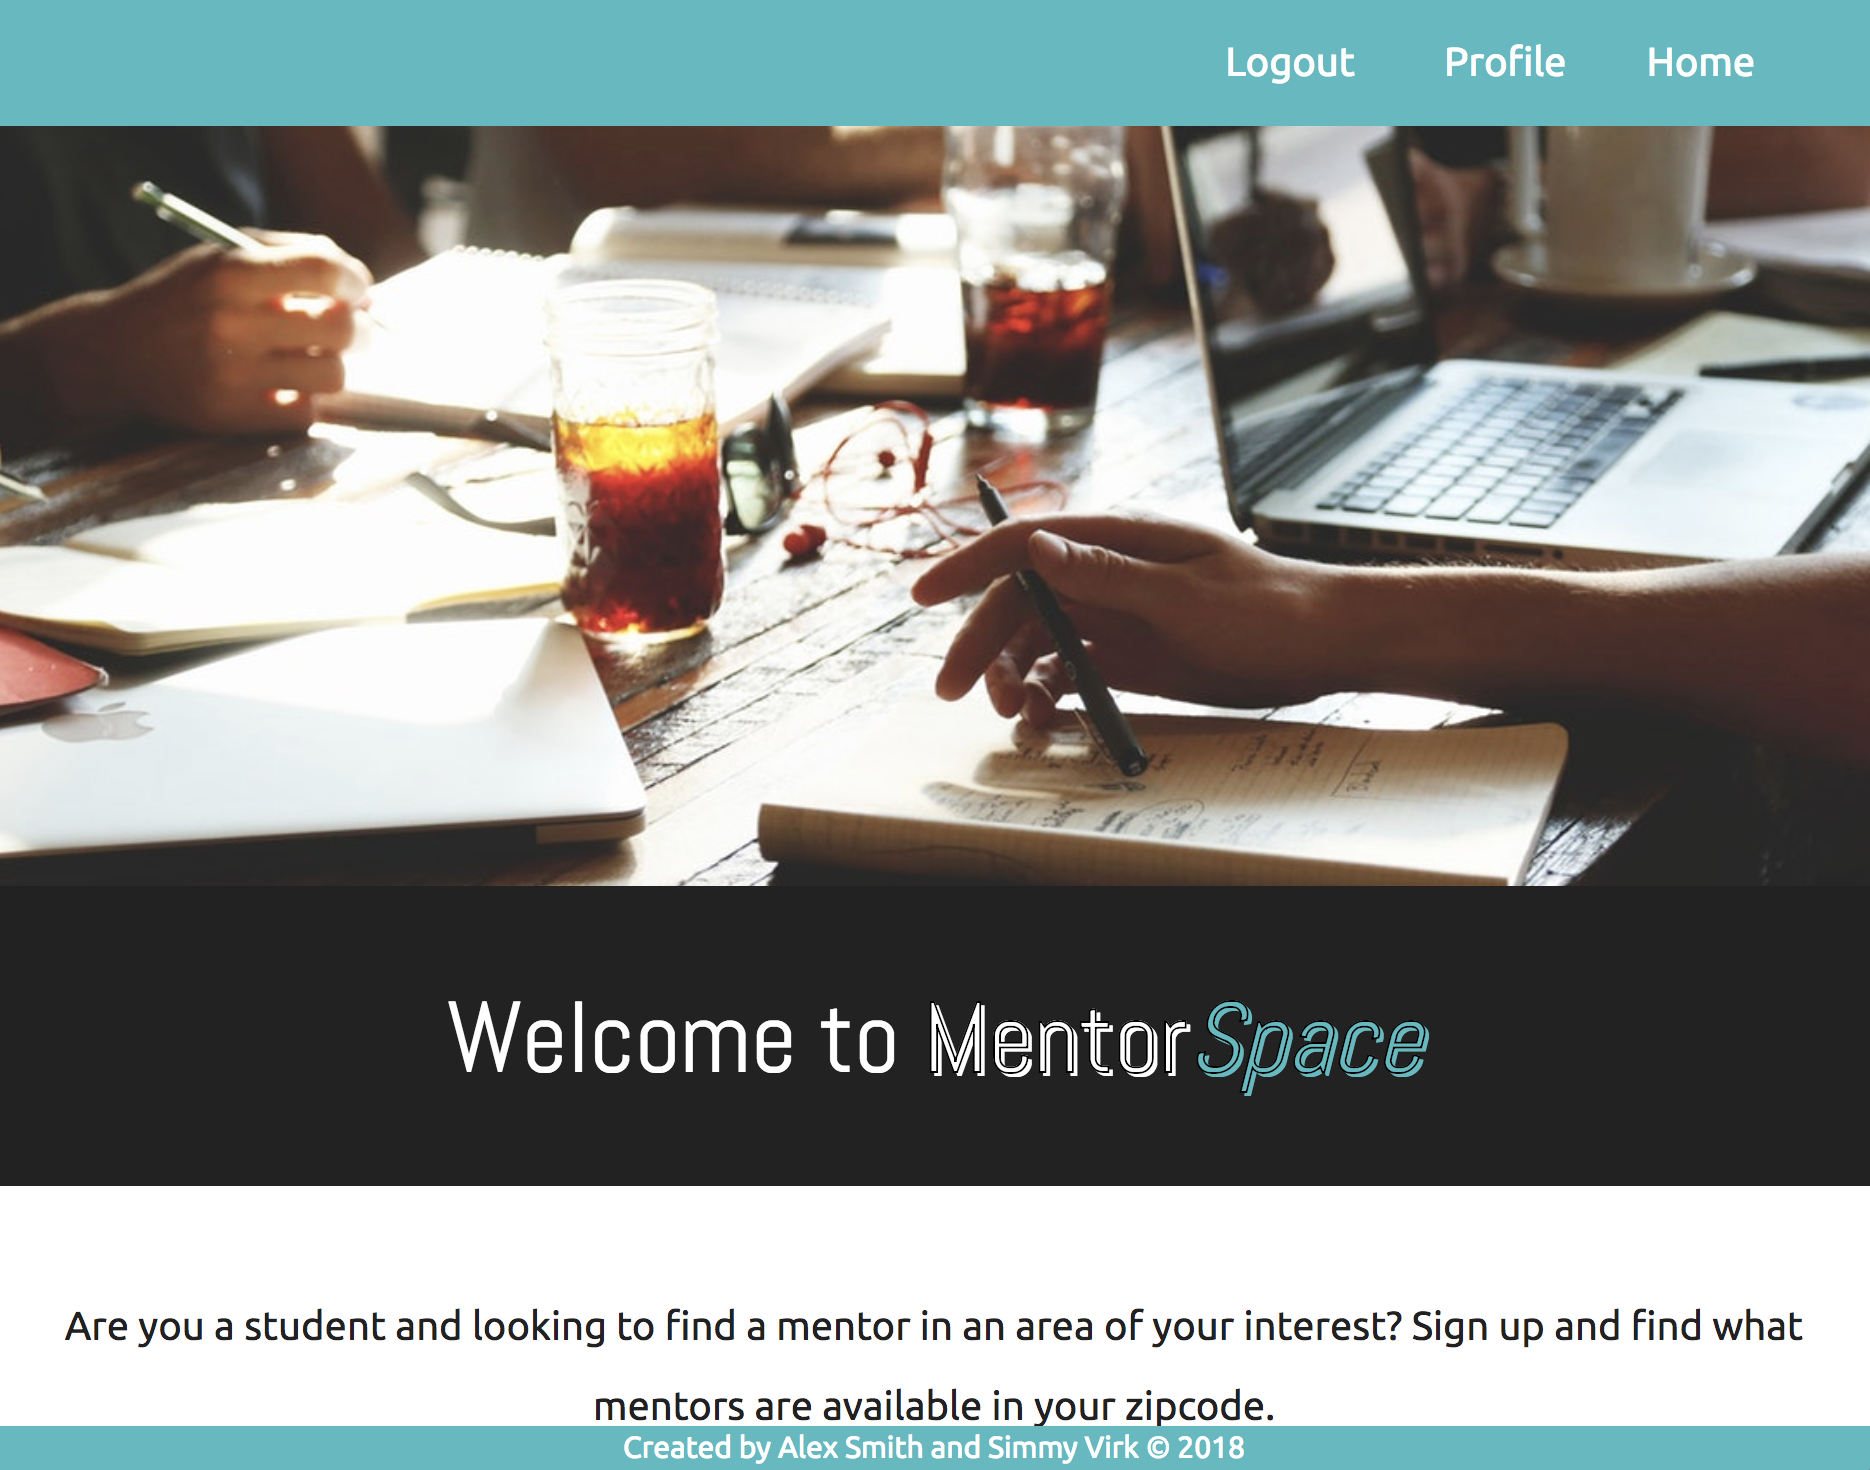 Logout Profile Home
Welcome to MentorSpace
Are you a student and looking to find a mentor in an area of your interest? Sign up and find what
mentors are available in your zipcode.
Created by Alex Smith and Simmy Virk © 2018